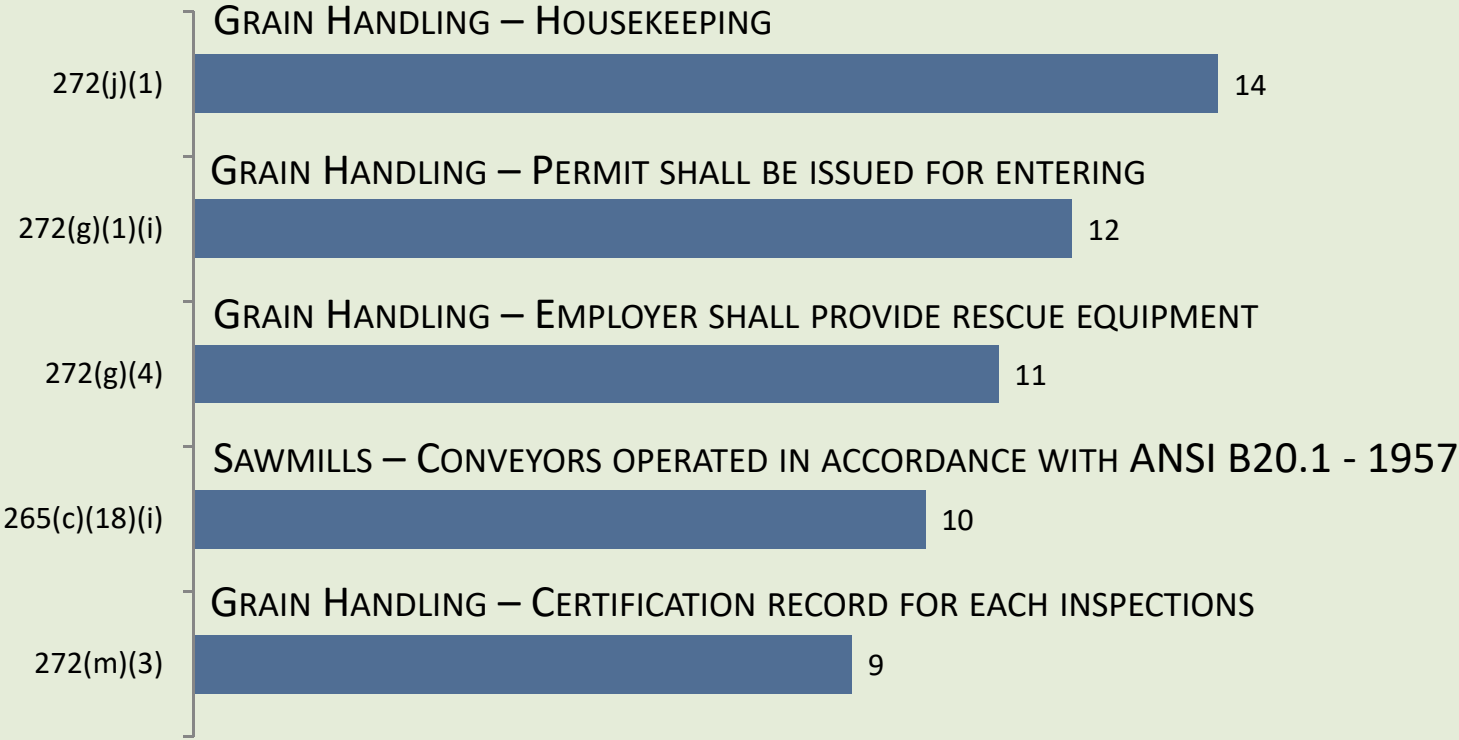 Grain Handling – Housekeeping
272(j)(1)
14
Grain Handling – Permit shall be issued for entering
272(g)(1)(i)
12
Grain Handling – Employer shall provide rescue equipment
272(g)(4)
11
Sawmills – Conveyors operated in accordance with ANSI B20.1 - 1957
265(c)(18)(i)
10
Grain Handling – Certification record for each inspections
272(m)(3)
9